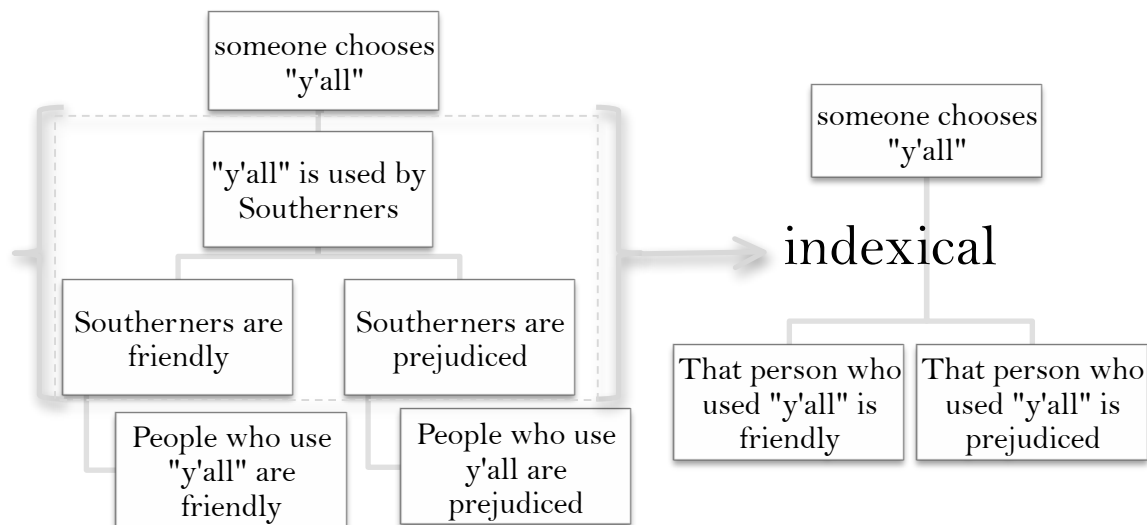 someone chooses
"y'all"
"y'all" is used by
Southerners
Southerners are
friendly
Southerners are
prejudiced
People who use
"y'all" are
friendly
People who use
y'all are
prejudiced
someone chooses
"y'all"
indexical
That person who
used "y'all" is
friendly
That person who
used "y'all" is
prejudiced